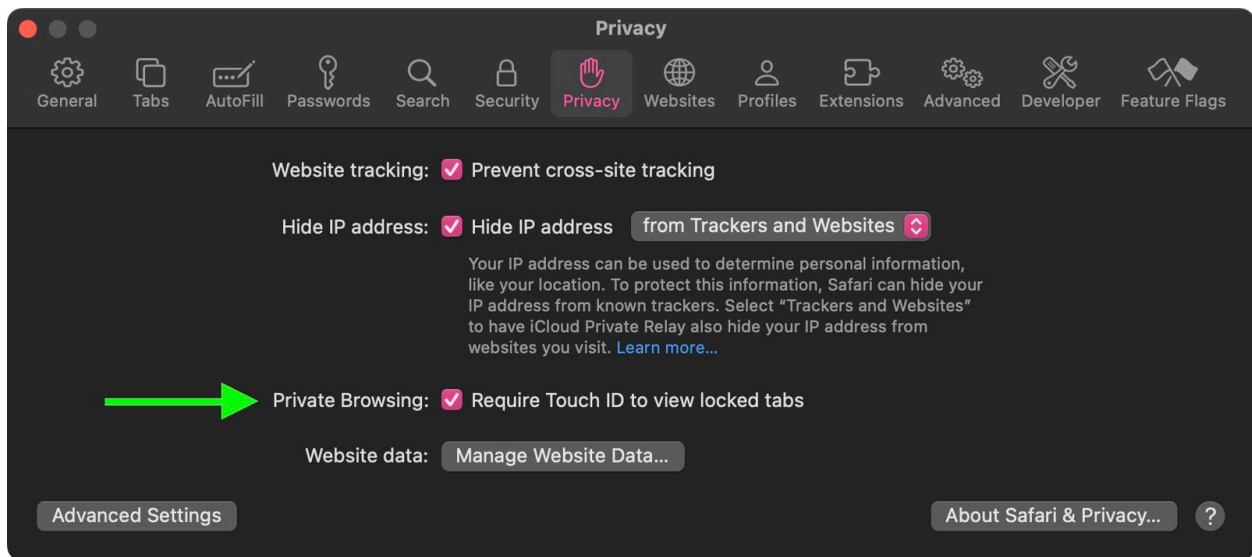 Privacy
General Tabs AutoFill Passwords Search Security Privacy Websites Profiles Extensions Advanced Developer Feature Flags
Website tracking: Prevent cross-site tracking
Hide IP address: Hide IP address from Trackers and Websites
Your IP address can be used to determine personal information,
like your location. To protect this information, Safari can hide your
IP address from known trackers. Select “Trackers and Websites”
to have iCloud Private Relay also hide your IP address from
websites you visit. Learn more...
Private Browsing: Require Touch ID to view locked tabs
Website data: Manage Website Data...
Advanced Settings About Safari & Privacy... ?